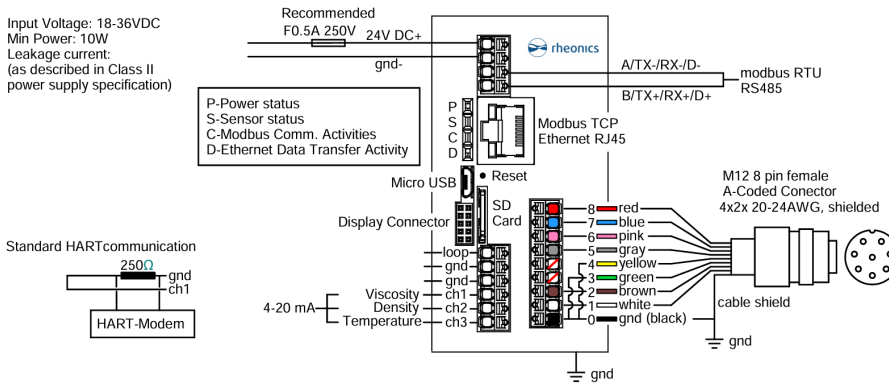 Input Voltage: 18-36VDC
Min Power: 10W
Leakage current:
(as described in Class II
power supply specification)
Recommended
F0.5A 250V
24V DC+
gnd-
rheonics
A/TX-/RX-/D-
B/TX+/RX+/D+
modbus RTU
RS485
P-Power status
S-Sensor status
C-Modbus Comm. Activities
D-Ethernet Data Transfer Activity
P
S
C
D
Modbus TCP
Ethernet RJ45
Micro USB
Reset
Display Connector
SD
Card
M12 8 pin female
A-Coded Conector
4x2x 20-24AWG, shielded
8 red
7 blue
6 pink
5 gray
4 yellow
3 green
2 brown
1 white
0 gnd (black)
cable shield
gnd
gnd
loop
gnd
gnd
4-20 mA
Viscosity ch1
Density ch2
Temperature ch3
Standard HARTcommunication
250Ω
gnd
ch1
HART-Modem